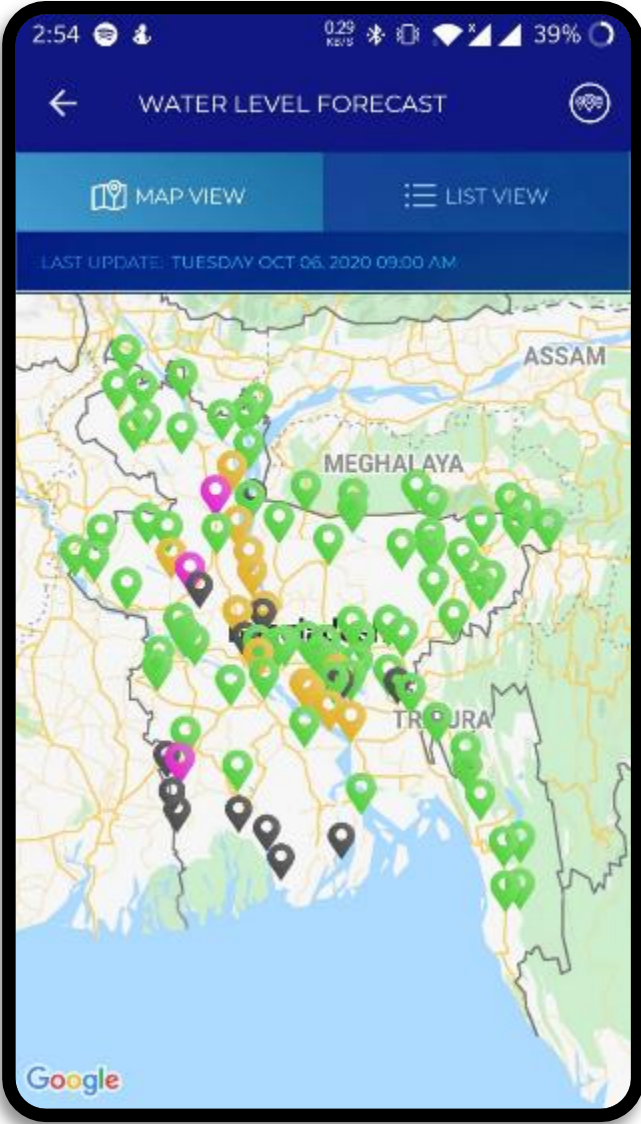 2:54 0.29 KB/S 39%
WATER LEVEL FORECAST
MAP VIEW LIST VIEW
LAST UPDATE: TUESDAY OCT 06, 2020 09:00 AM
ASSAM
MEGHALAYA
TRIPURA
Google